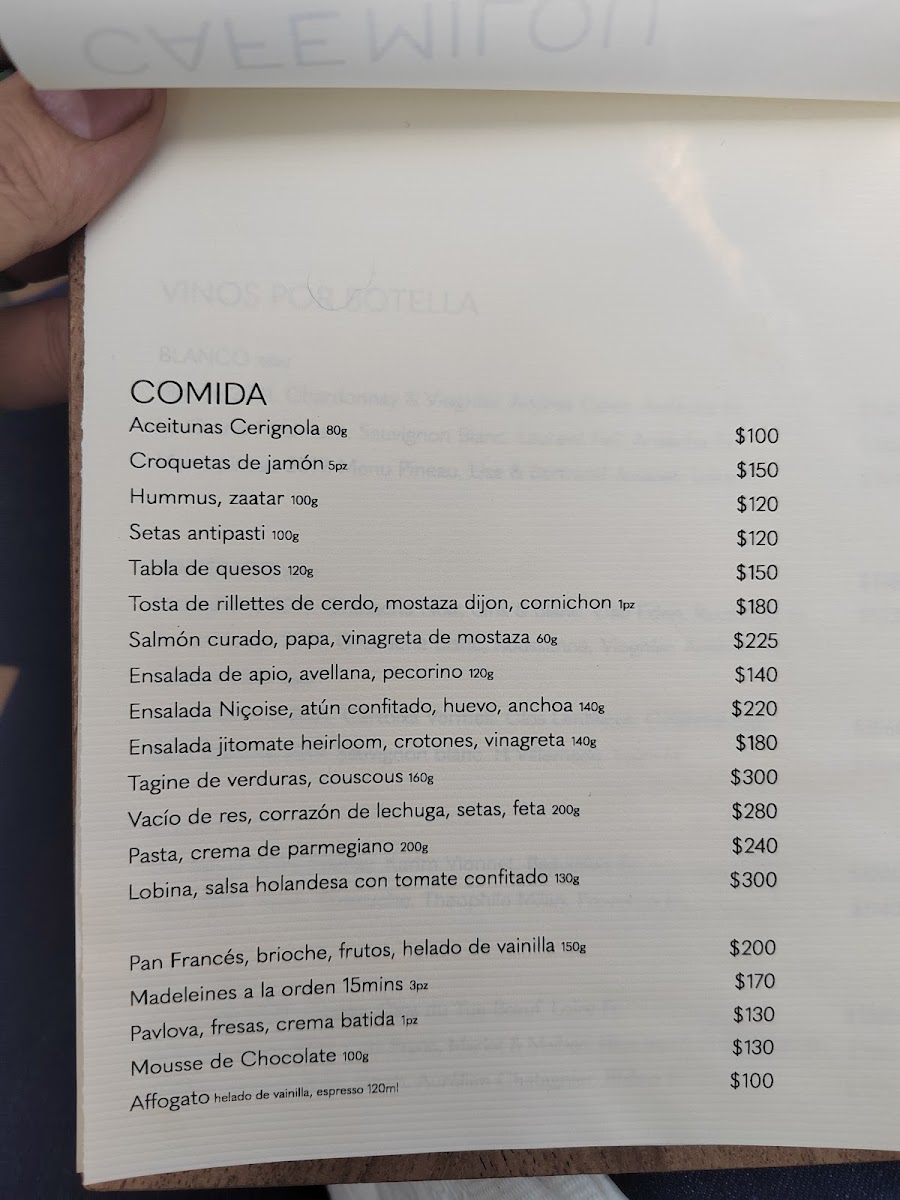 CAFE MILOU
VINOS POR BOTELLA
BLANCO
COMIDA
Aceitunas Cerignola 80g $100
Croquetas de jamón 5pz $150
Hummus, zaatar 100g $120
Setas antipasti 100g $120
Tabla de quesos 120g $150
Tosta de rillettes de cerdo, mostaza dijon, cornichon 1pz $180
Salmón curado, papa, vinagreta de mostaza 60g $225
Ensalada de apio, avellana, pecorino 120g $140
Ensalada Niçoise, atún confitado, huevo, anchoa 140g $220
Ensalada jitomate heirloom, crotones, vinagreta 140g $180
Tagine de verduras, couscous 160g $300
Vacío de res, corrazón de lechuga, setas, feta 200g $280
Pasta, crema de parmegiano 200g $240
Lobina, salsa holandesa con tomate confitado 130g $300
Pan Francés, brioche, frutos, helado de vainilla 150g $200
Madeleines a la orden 15mins 3pz $170
Pavlova, fresas, crema batida 1pz $130
Mousse de Chocolate 100g $130
Affogato helado de vainilla, espresso 120ml $100